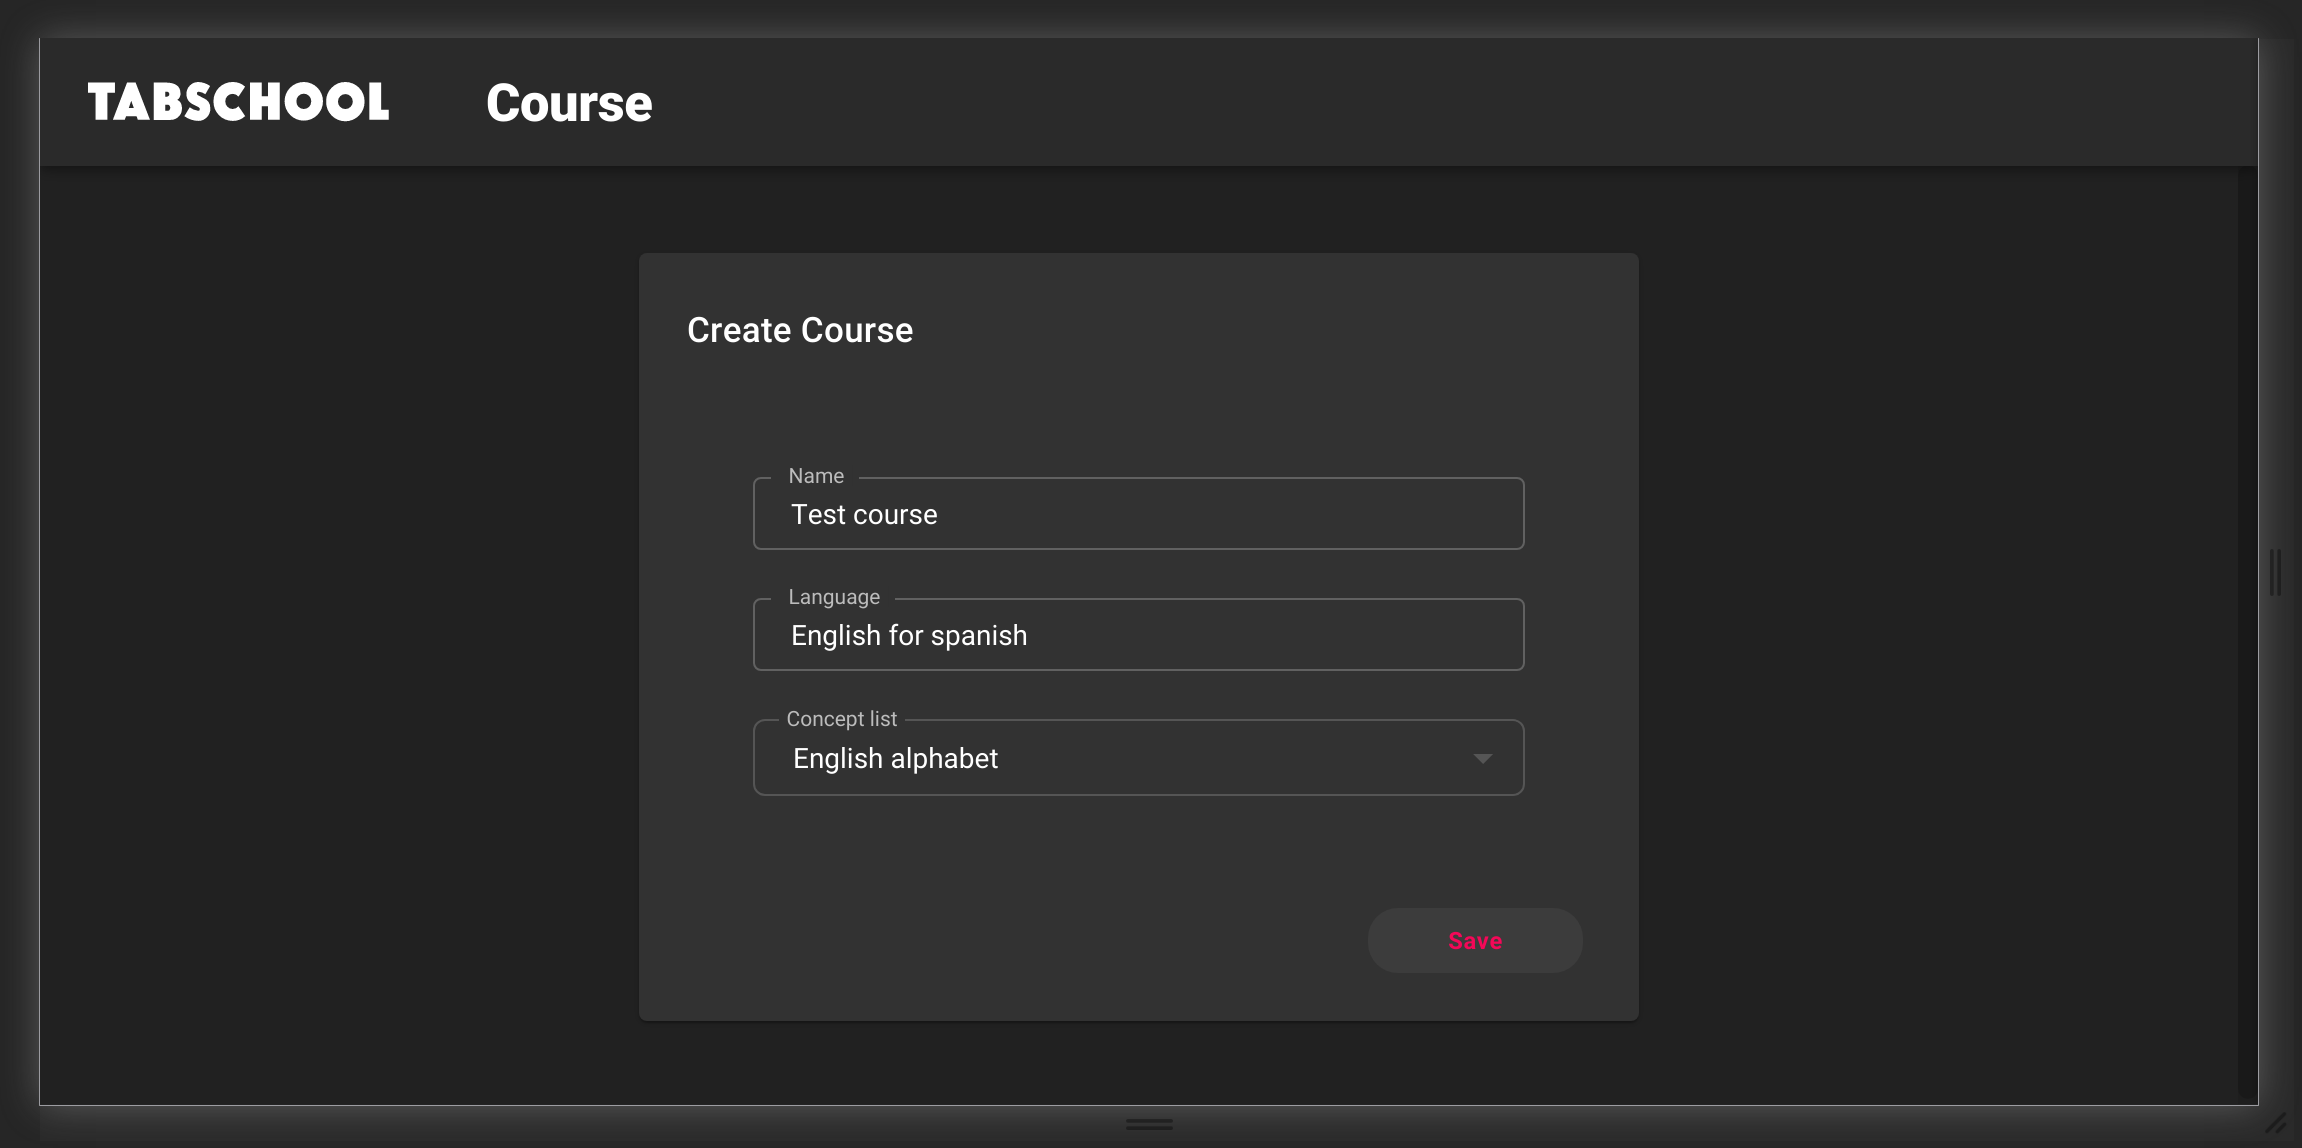 TABSCHOOL Course
Create Course
Name
Test course
Language
English for spanish
Concept list
English alphabet
Save